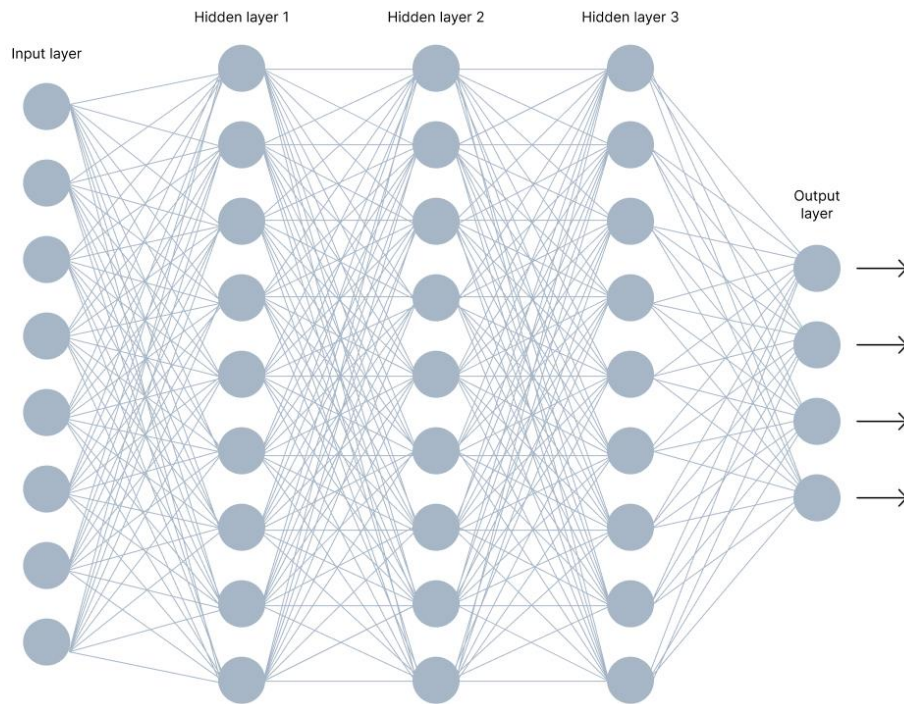 Hidden layer 1
Hidden layer 2
Hidden layer 3
Input layer
Output
layer